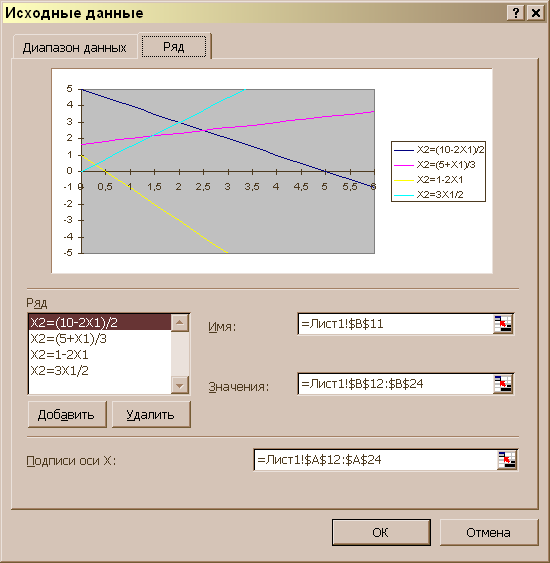 Исходные данные
Диапазон данных
Ряд
5
4
3
2
1
0
-1
-2
-3
-4
-5
0 0,5 1 1,5 2 2,5 3 3,5 4 4,5 5 5,5 6
X2=(10-2X1)/2
X2=(5+X1)/3
X2=1-2X1
X2=3X1/2
Ряд
X2=(10-2X1)/2
X2=(5+X1)/3
X2=1-2X1
X2=3X1/2
Имя: =Лист1!$B$11
Значения: =Лист1!$B$12:$B$24
Добавить Удалить
Подписи оси X: =Лист1!$A$12:$A$24
ОК Отмена